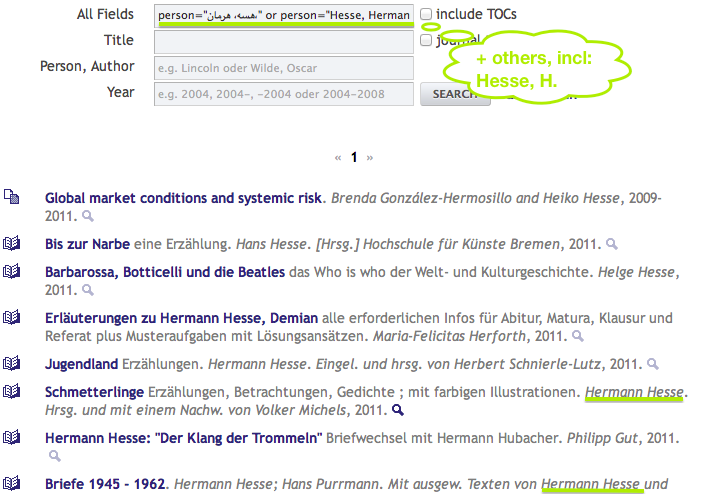 All Fields person="هسه، هرمان" or person="Hesse, Herman include TOCs
Title journal
Person, Author e.g. Lincoln oder Wilde, Oscar
Year e.g. 2004, 2004–, –2004 oder 2004–2008 SEARCH
+ others, incl:
Hesse, H.
« 1 »
Global market conditions and systemic risk. Brenda González-Hermosillo and Heiko Hesse, 2009-
2011.
Bis zur Narbe eine Erzählung. Hans Hesse. [Hrsg.] Hochschule für Künste Bremen, 2011.
Barbarossa, Botticelli und die Beatles das Who is who der Welt- und Kulturgeschichte. Helge Hesse,
2011.
Erläuterungen zu Hermann Hesse, Demian alle erforderlichen Infos für Abitur, Matura, Klausur und
Referat plus Musteraufgaben mit Lösungsansätzen. Maria-Felicitas Herforth, 2011.
Jugendland Erzählungen. Hermann Hesse. Eingel. und hrsg. von Herbert Schnierle-Lutz, 2011.
Schmetterlinge Erzählungen, Betrachtungen, Gedichte ; mit farbigen Illustrationen. Hermann Hesse.
Hrsg. und mit einem Nachw. von Volker Michels, 2011.
Hermann Hesse: "Der Klang der Trommeln" Briefwechsel mit Hermann Hubacher. Philipp Gut, 2011.
Briefe 1945 - 1962. Hermann Hesse; Hans Purrmann. Mit ausgew. Texten von Hermann Hesse und